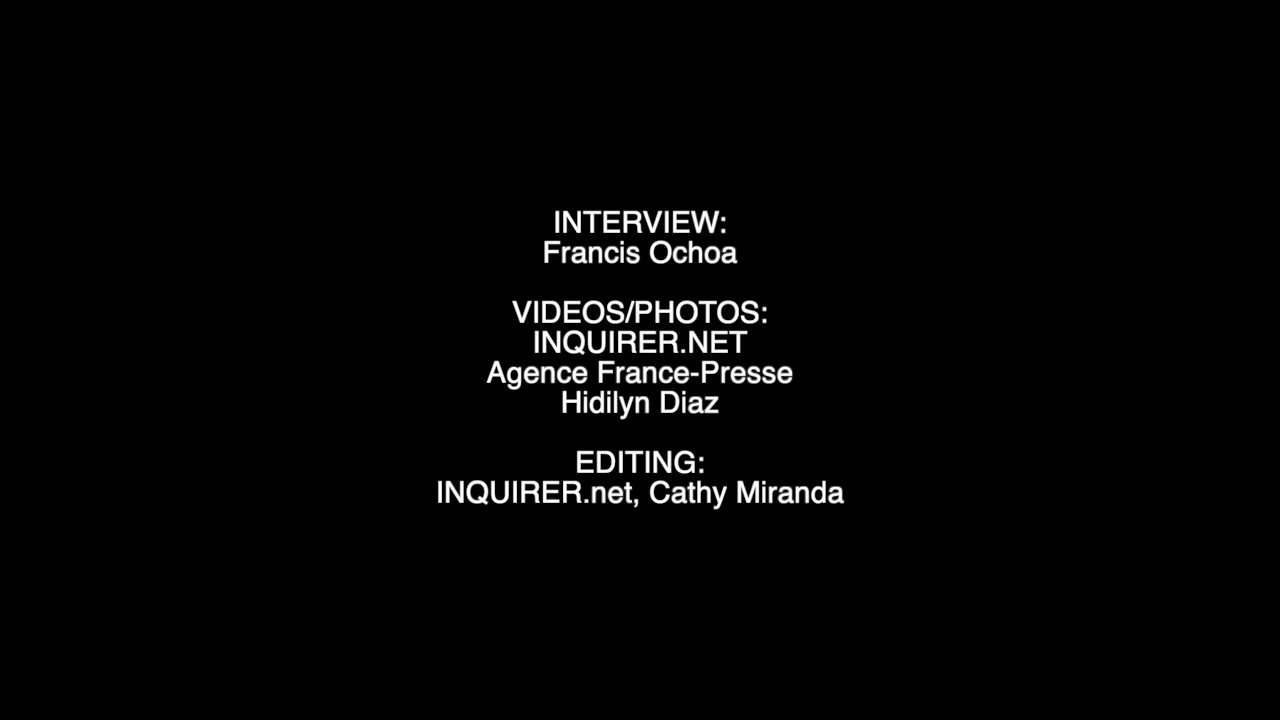 INTERVIEW:
Francis Ochoa
VIDEOS/PHOTOS:
INQUIRER.NET
Agence France-Presse
Hidilyn Diaz
EDITING:
INQUIRER.net, Cathy Miranda